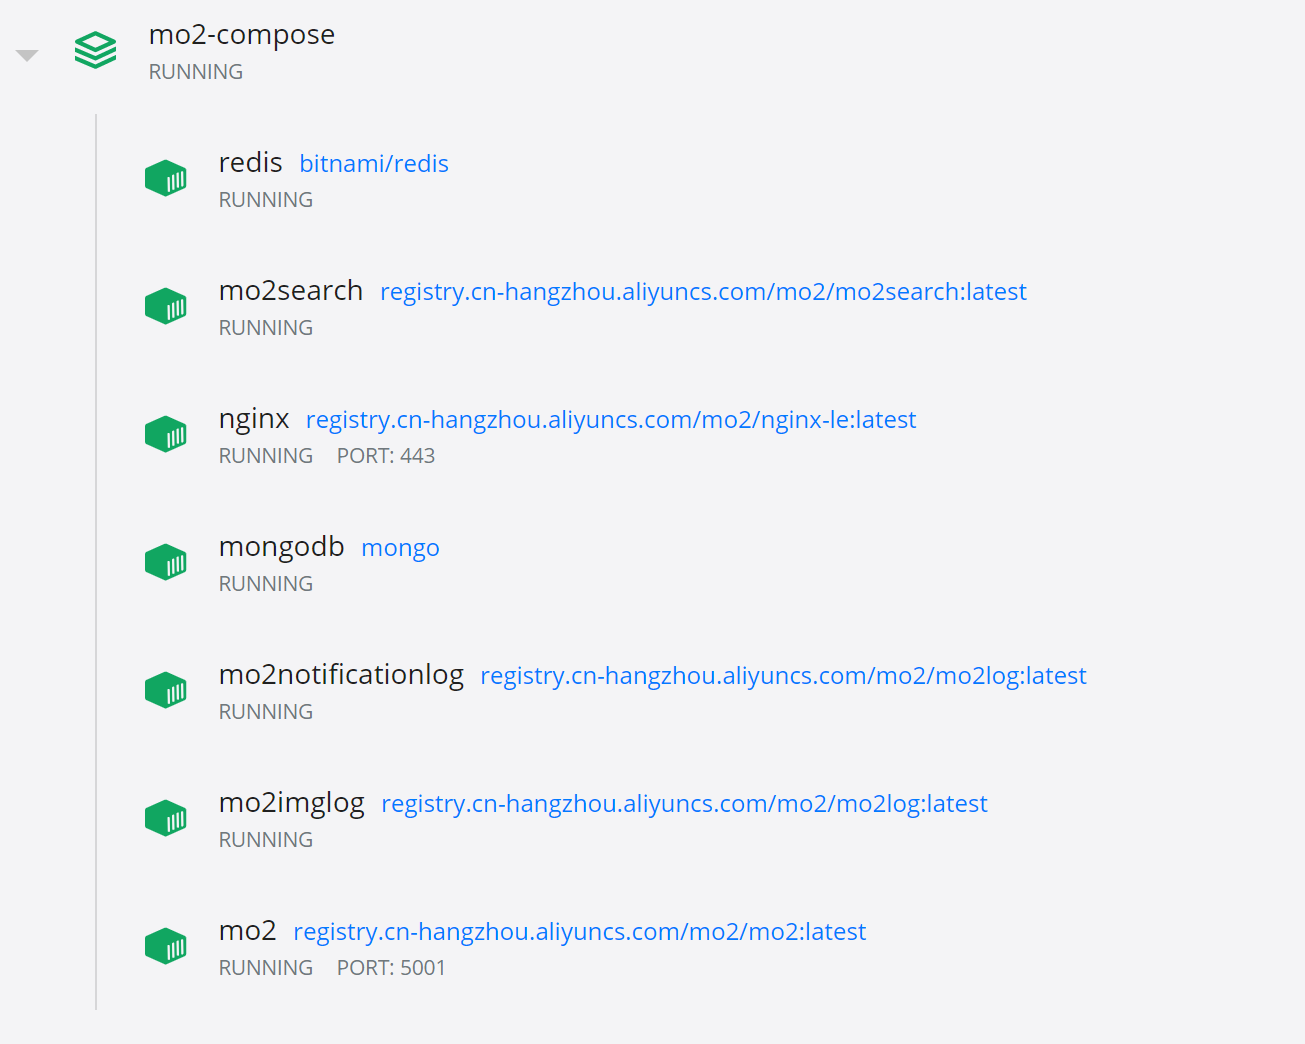 mo2-compose
RUNNING
redis bitnami/redis
RUNNING
mo2search registry.cn-hangzhou.aliyuncs.com/mo2/mo2search:latest
RUNNING
nginx registry.cn-hangzhou.aliyuncs.com/mo2/nginx-le:latest
RUNNING PORT: 443
mongodb mongo
RUNNING
mo2notificationlog registry.cn-hangzhou.aliyuncs.com/mo2/mo2log:latest
RUNNING
mo2imglog registry.cn-hangzhou.aliyuncs.com/mo2/mo2log:latest
RUNNING
mo2 registry.cn-hangzhou.aliyuncs.com/mo2/mo2:latest
RUNNING PORT: 5001